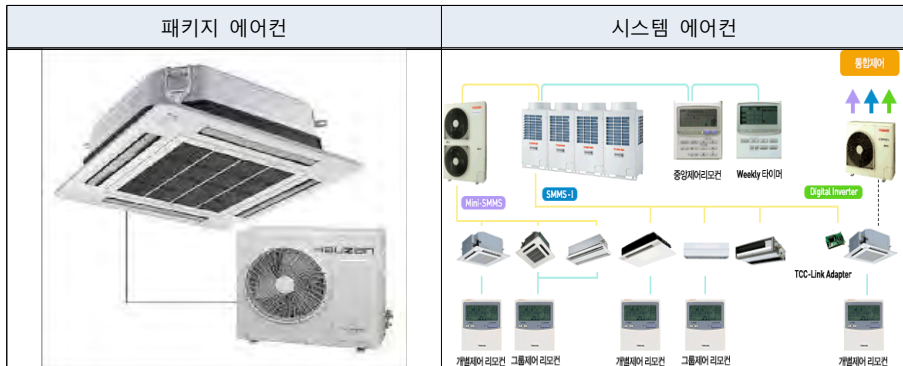 패키지 에어컨
시스템 에어컨
통합제어
HAUZEN
중앙제어리모컨
Weekly 타이머
Mini-SMMS
SMMS-I
Digital Inverter
TCC-Link Adapter
개별제어 리모컨
그룹제어 리모컨
개별제어 리모컨
그룹제어 리모컨
개별제어 리모컨